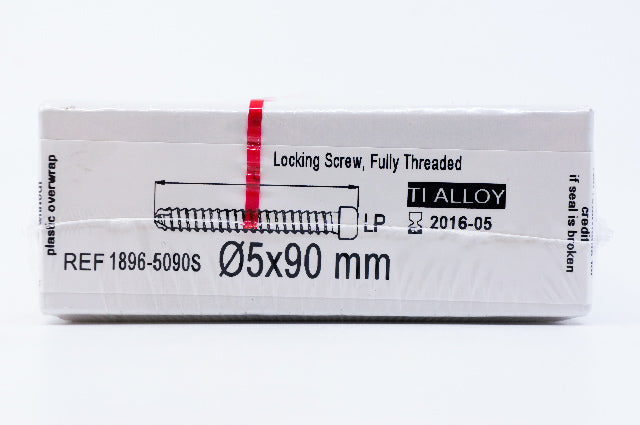 Locking Screw, Fully Threaded
TI ALLOY
LP
2016-05
REF 1896-5090S
Ø5x90 mm
plastic overwrap
credit
if seal is broken